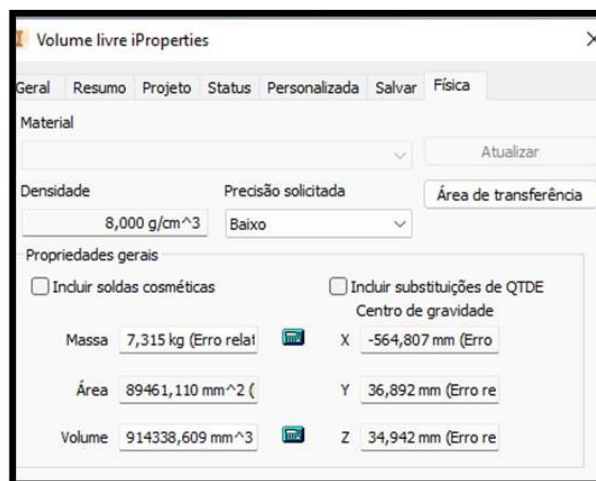 Volume livre iProperties
Geral Resumo Projeto Status Personalizada Salvar Física
Material
Atualizar
Densidade Precisão solicitada Área de transferência
8,000 g/cm^3 Baixo
Propriedades gerais
Incluir soldas cosméticas Incluir substituições de QTDE
Centro de gravidade
Massa 7,315 kg (Erro relat X -564,807 mm (Erro
Área 89461,110 mm^2 ( Y 36,892 mm (Erro re
Volume 914338,609 mm^3 Z 34,942 mm (Erro re